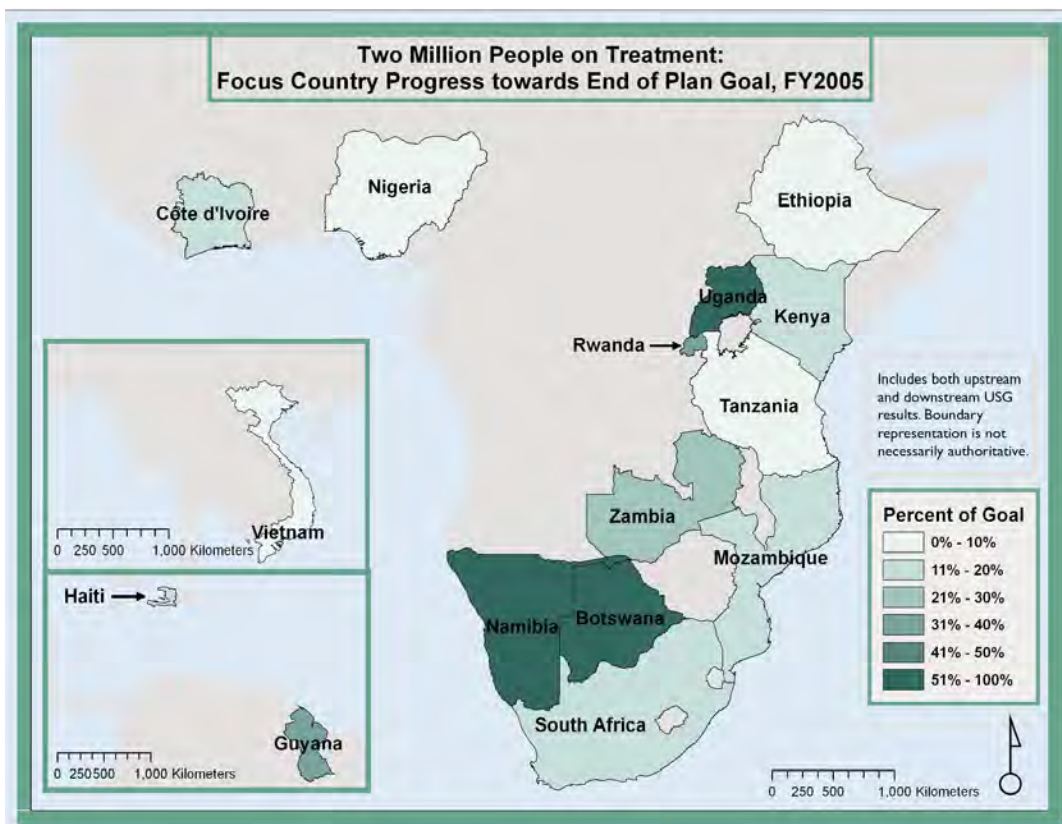 Two Million People on Treatment:
Focus Country Progress towards End of Plan Goal, FY2005
Côte d'Ivoire
Nigeria
Ethiopia
Uganda
Kenya
Rwanda
Tanzania
Includes both upstream
and downstream USG
results. Boundary
representation is not
necessarily authoritative.
Zambia
Mozambique
Namibia
Botswana
South Africa
Vietnam
0 250 500 1,000 Kilometers
Haiti
Guyana
0 250 500 1,000 Kilometers
Percent of Goal
0% - 10%
11% - 20%
21% - 30%
31% - 40%
41% - 50%
51% - 100%
0 250 500 1,000 Kilometers